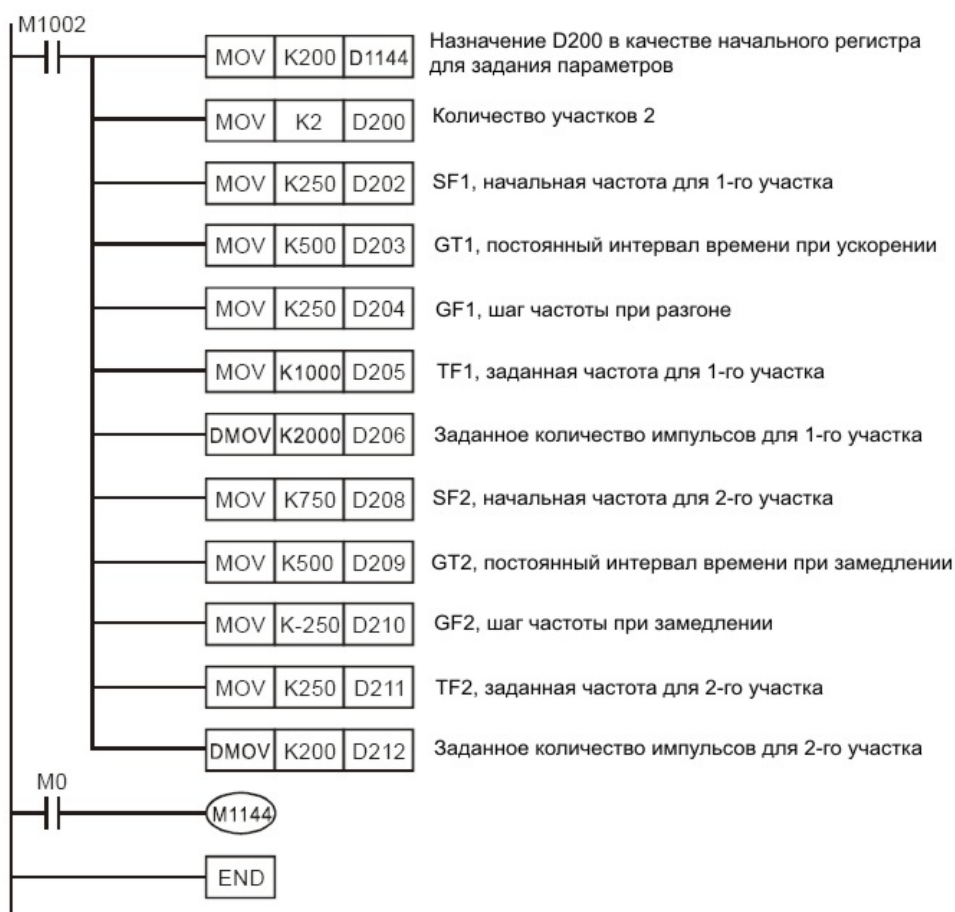 M1002
MOV K200 D1144 Назначение D200 в качестве начального регистра
для задания параметров
MOV K2 D200 Количество участков 2
MOV K250 D202 SF1, начальная частота для 1-го участка
MOV K500 D203 GT1, постоянный интервал времени при ускорении
MOV K250 D204 GF1, шаг частоты при разгоне
MOV K1000 D205 TF1, заданная частота для 1-го участка
DMOV K2000 D206 Заданное количество импульсов для 1-го участка
MOV K750 D208 SF2, начальная частота для 2-го участка
MOV K500 D209 GT2, постоянный интервал времени при замедлении
MOV K-250 D210 GF2, шаг частоты при замедлении
MOV K250 D211 TF2, заданная частота для 2-го участка
DMOV K200 D212 Заданное количество импульсов для 2-го участка
M0
M1144
END